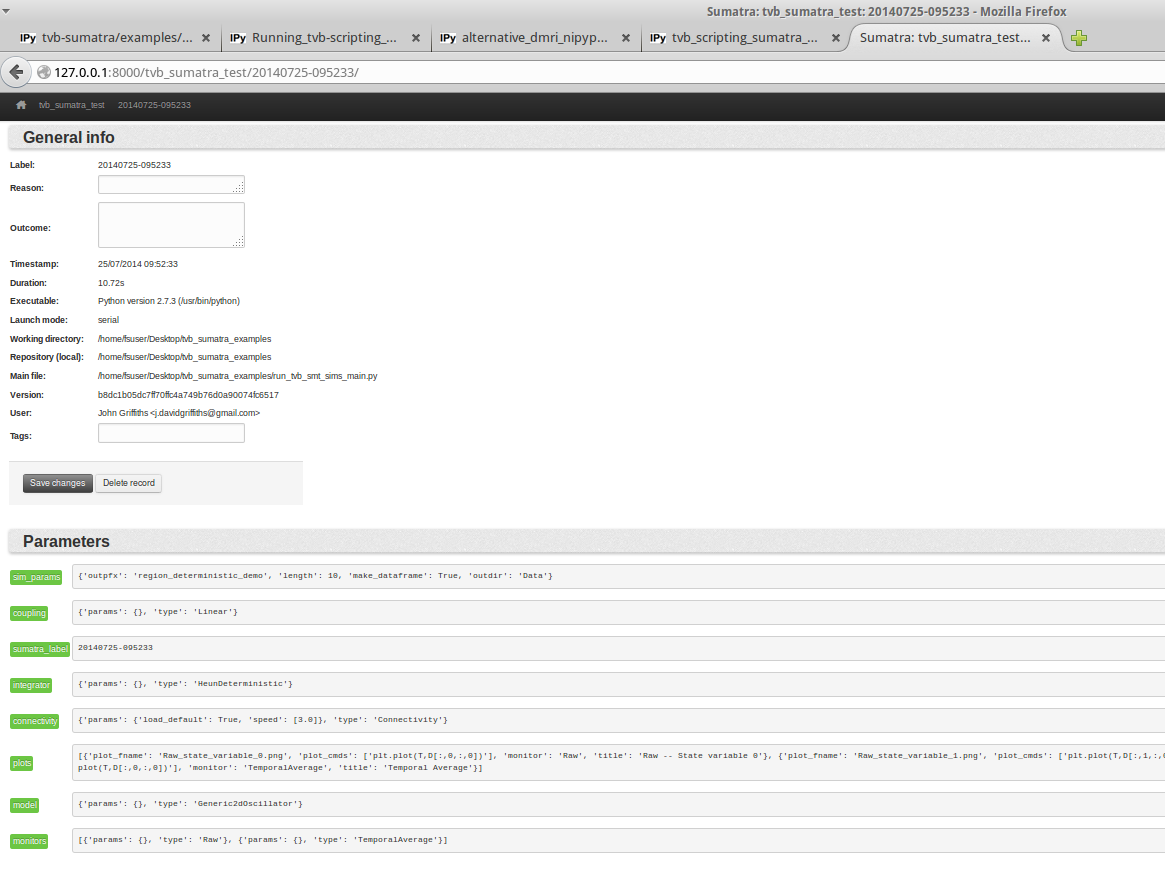 Sumatra: tvb_sumatra_test: 20140725-095233 - Mozilla Firefox
IPy tvb-sumatra/examples/... IPy Running_tvb-scripting_... IPy alternative_dmri_nipyp... IPy tvb_scripting_sumatra_... Sumatra: tvb_sumatra_test...
127.0.0.1:8000/tvb_sumatra_test/20140725-095233/
tvb_sumatra_test 20140725-095233
General info
Label: 20140725-095233
Reason:
Outcome:
Timestamp: 25/07/2014 09:52:33
Duration: 10.72s
Executable: Python version 2.7.3 (/usr/bin/python)
Launch mode: serial
Working directory: /home/fsuser/Desktop/tvb_sumatra_examples
Repository (local): /home/fsuser/Desktop/tvb_sumatra_examples
Main file: /home/fsuser/Desktop/tvb_sumatra_examples/run_tvb_smt_sims_main.py
Version: b8dc1b05dc7ff70ffc4a749b76d0a90074fc6517
User: John Griffiths <j.davidgriffiths@gmail.com>
Tags:
Save changes Delete record
Parameters
sim_params {'outpfx': 'region_deterministic_demo', 'length': 10, 'make_dataframe': True, 'outdir': 'Data'}
coupling {'params': {}, 'type': 'Linear'}
sumatra_label 20140725-095233
integrator {'params': {}, 'type': 'HeunDeterministic'}
connectivity {'params': {'load_default': True, 'speed': [3.0]}, 'type': 'Connectivity'}
plots [{'plot_fname': 'Raw_state_variable_0.png', 'plot_cmds': ['plt.plot(T,D[:,0,:,0])'], 'monitor': 'Raw', 'title': 'Raw -- State variable 0'}, {'plot_fname': 'Raw_state_variable_1.png', 'plot_cmds': ['plt.plot(T,D[:,1,:,
plot(T,D[:,0,:,0])'], 'monitor': 'TemporalAverage', 'title': 'Temporal Average'}]
model {'params': {}, 'type': 'Generic2dOscillator'}
monitors [{'params': {}, 'type': 'Raw'}, {'params': {}, 'type': 'TemporalAverage'}]